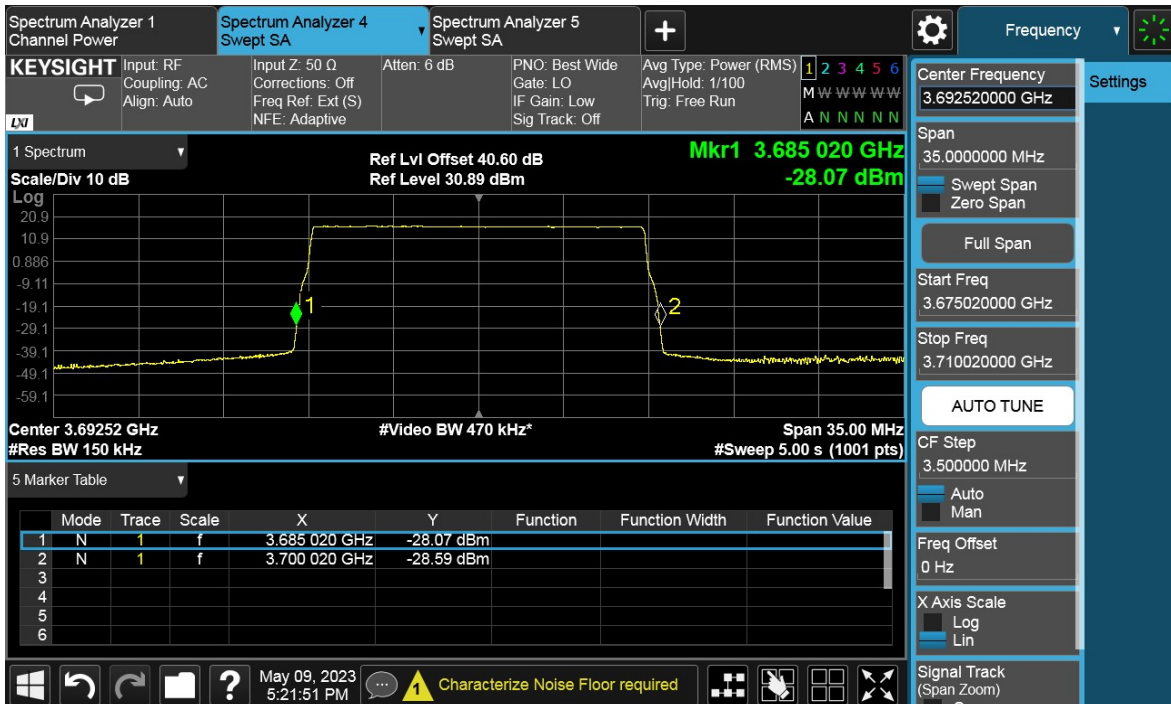 Spectrum Analyzer 1
Channel Power
Spectrum Analyzer 4
Swept SA
Spectrum Analyzer 5
Swept SA
Frequency
KEYSIGHT
LXI
Input: RF
Coupling: AC
Align: Auto
Input Z: 50 Ω
Corrections: Off
Freq Ref: Ext (S)
NFE: Adaptive
Atten: 6 dB
PNO: Best Wide
Gate: LO
IF Gain: Low
Sig Track: Off
Avg Type: Power (RMS)
Avg|Hold: 1/100
Trig: Free Run
1 2 3 4 5 6
M W W W W W
A N N N N N
1 Spectrum
Scale/Div 10 dB
Ref Lvl Offset 40.60 dB
Ref Level 30.89 dBm
Mkr1 3.685 020 GHz
-28.07 dBm
Log
20.9
10.9
0.886
-9.11
-19.1
-29.1
-39.1
-49.1
-59.1
1
2
Center 3.69252 GHz
#Res BW 150 kHz
#Video BW 470 kHz*
Span 35.00 MHz
#Sweep 5.00 s (1001 pts)
5 Marker Table
Mode Trace Scale X Y Function Function Width Function Value
1 N 1 f 3.685 020 GHz -28.07 dBm
2 N 1 f 3.700 020 GHz -28.59 dBm
3
4
5
6
?
May 09, 2023
5:21:51 PM
1
Characterize Noise Floor required
Center Frequency
3.692520000 GHz
Settings
Span
35.0000000 MHz
Swept Span
Zero Span
Full Span
Start Freq
3.675020000 GHz
Stop Freq
3.710020000 GHz
AUTO TUNE
CF Step
3.500000 MHz
Auto
Man
Freq Offset
0 Hz
X Axis Scale
Log
Lin
Signal Track
(Span Zoom)